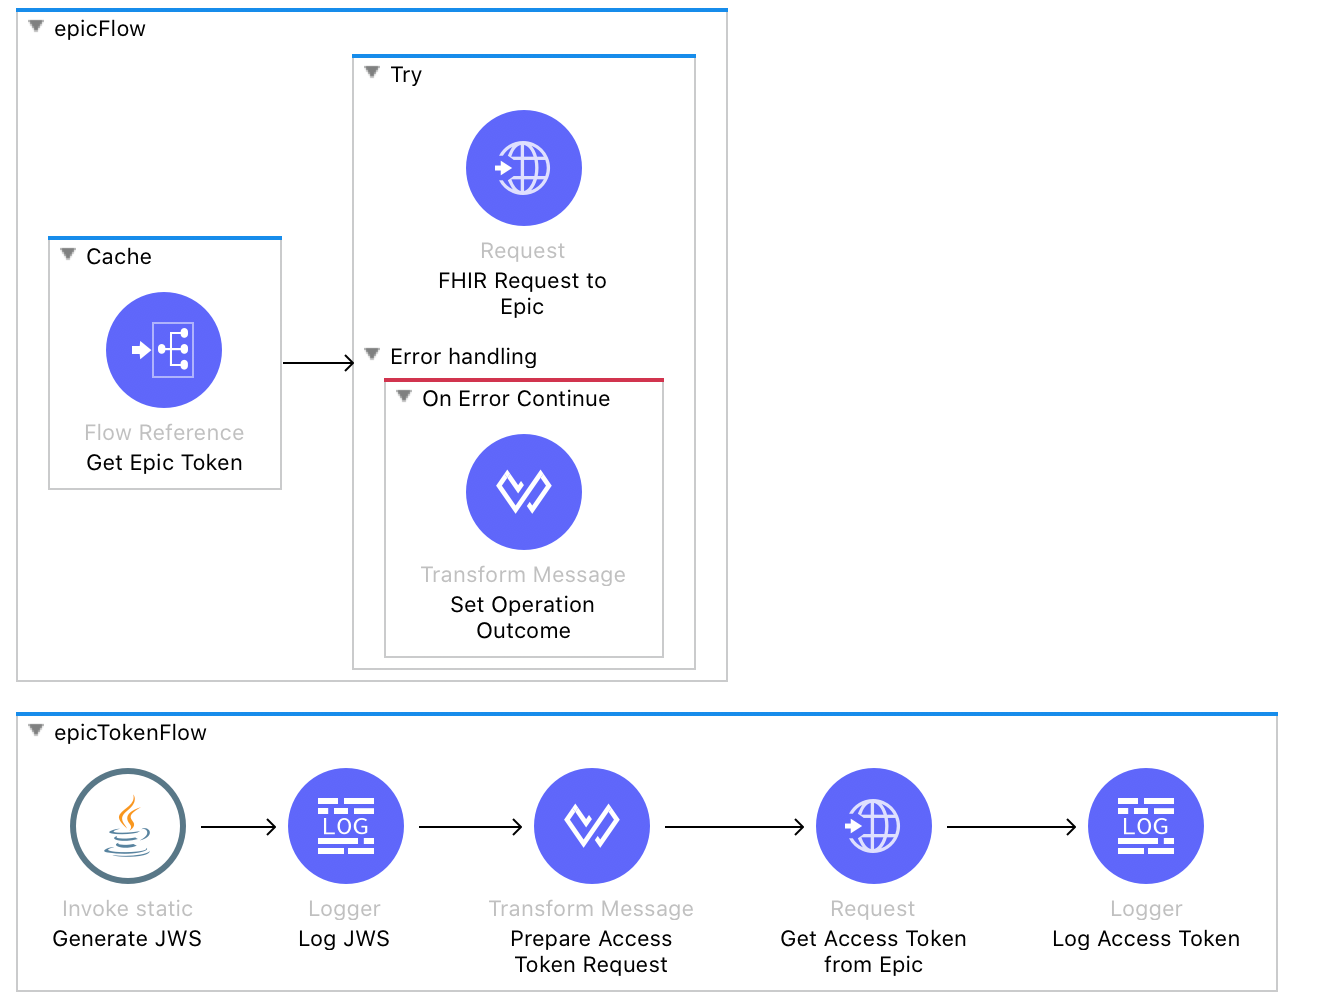 epicFlow
Try
Request
FHIR Request to
Epic
Cache
Flow Reference
Get Epic Token
Error handling
On Error Continue
Transform Message
Set Operation
Outcome
epicTokenFlow
Invoke static
Generate JWS
LOG
Logger
Log JWS
Transform Message
Prepare Access
Token Request
Request
Get Access Token
from Epic
LOG
Logger
Log Access Token